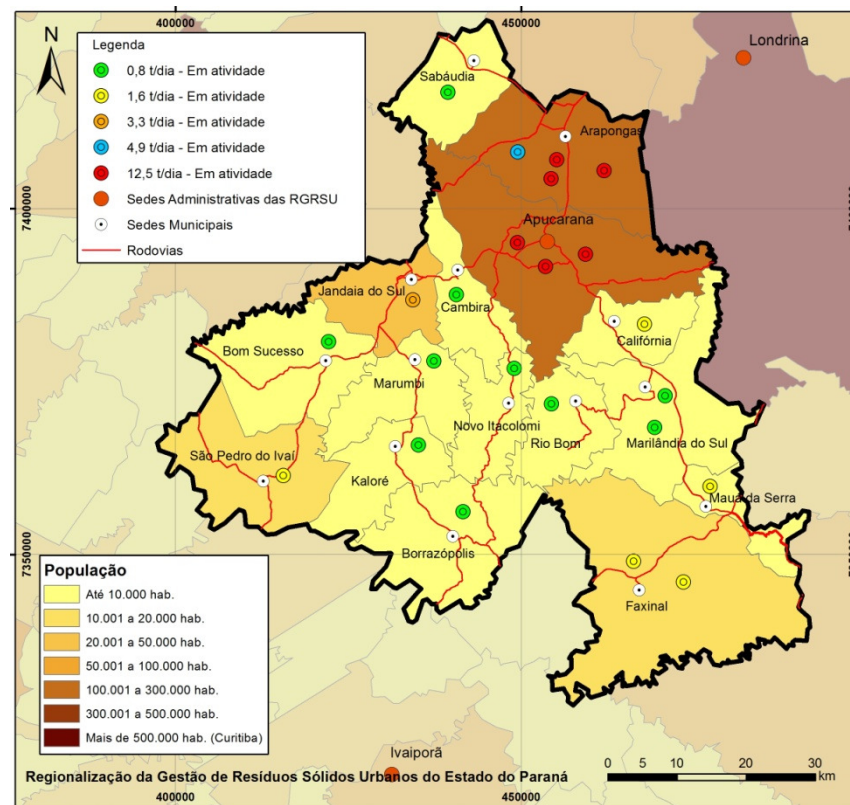 400000
450000
N
Legenda
0,8 t/dia - Em atividade
1,6 t/dia - Em atividade
3,3 t/dia - Em atividade
4,9 t/dia - Em atividade
12,5 t/dia - Em atividade
Sedes Administrativas das RGRSU
Sedes Municipais
Rodovias
Londrina
Sabáudia
Arapongas
7400000
Apucarana
Jandaia do Sul
Cambira
Califórnia
Bom Sucesso
Marumbi
Novo Itacolomi
Rio Bom
Marilândia do Sul
São Pedro do Ivaí
Kaloré
Mauá da Serra
Borrazópolis
7350000
Faxinal
População
Até 10.000 hab.
10.001 a 20.000 hab.
20.001 a 50.000 hab.
50.001 a 100.000 hab.
100.001 a 300.000 hab.
300.001 a 500.000 hab.
Mais de 500.000 hab. (Curitiba)
Ivaiporã
Regionalização da Gestão de Resíduos Sólidos Urbanos do Estado do Paraná
0 5 10 20 30
km
400000
450000